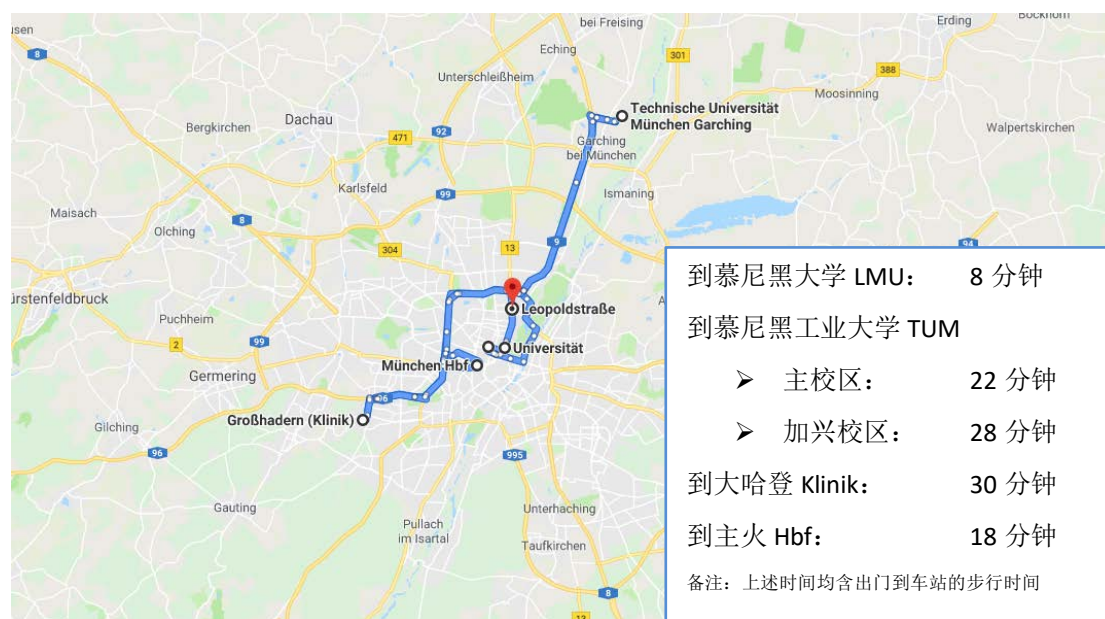 bei Freising
Erding
Bockhorn
8
Eching
301
Unterschleißheim
388
Moosinning
Technische Universität
München Garching
Dachau
Bergkirchen
92
471
Garching
bei München
Walpertskirchen
Karlsfeld
99
Ismaning
Maisach
8
Olching
13
9
304
94
ürstenfeldbruck
Leopoldstraße
Puchheim
2
99
Universität
München Hbf
Germering
96
Großhadern (Klinik)
Gilching
96
995
Gauting
Unterhaching
Pullach
im Isartal
Taufkirchen
8
13
到慕尼黑大学 LMU： 8 分钟
到慕尼黑工业大学 TUM
➢ 主校区： 22 分钟
➢ 加兴校区： 28 分钟
到大哈登 Klinik： 30 分钟
到主火 Hbf： 18 分钟
备注：上述时间均含出门到车站的步行时间